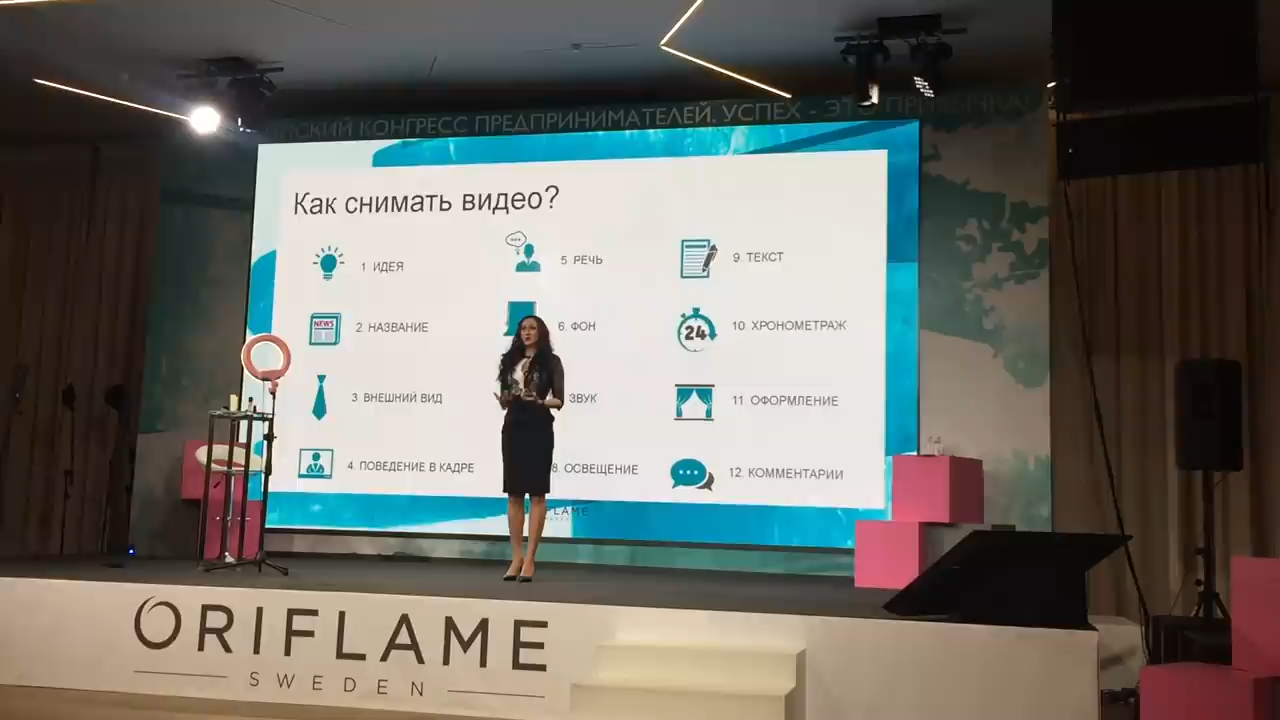 КОНГРЕСС ПРЕДПРИНИМАТЕЛЕЙ. УСПЕХ -
Как снимать видео?
1 ИДЕЯ
NEWS
2. НАЗВАНИЕ
3 ВНЕШНИЙ ВИД
4. ПОВЕДЕНИЕ В КАДРЕ
5 РЕЧЬ
6. ФОН
ЗВУК
8. ОСВЕЩЕНИЕ
9. ТЕКСТ
24
10 ХРОНОМЕТРАЖ
11 ОФОРМЛЕНИЕ
12. КОММЕНТАРИИ
ORIFLAME
SWEDEN